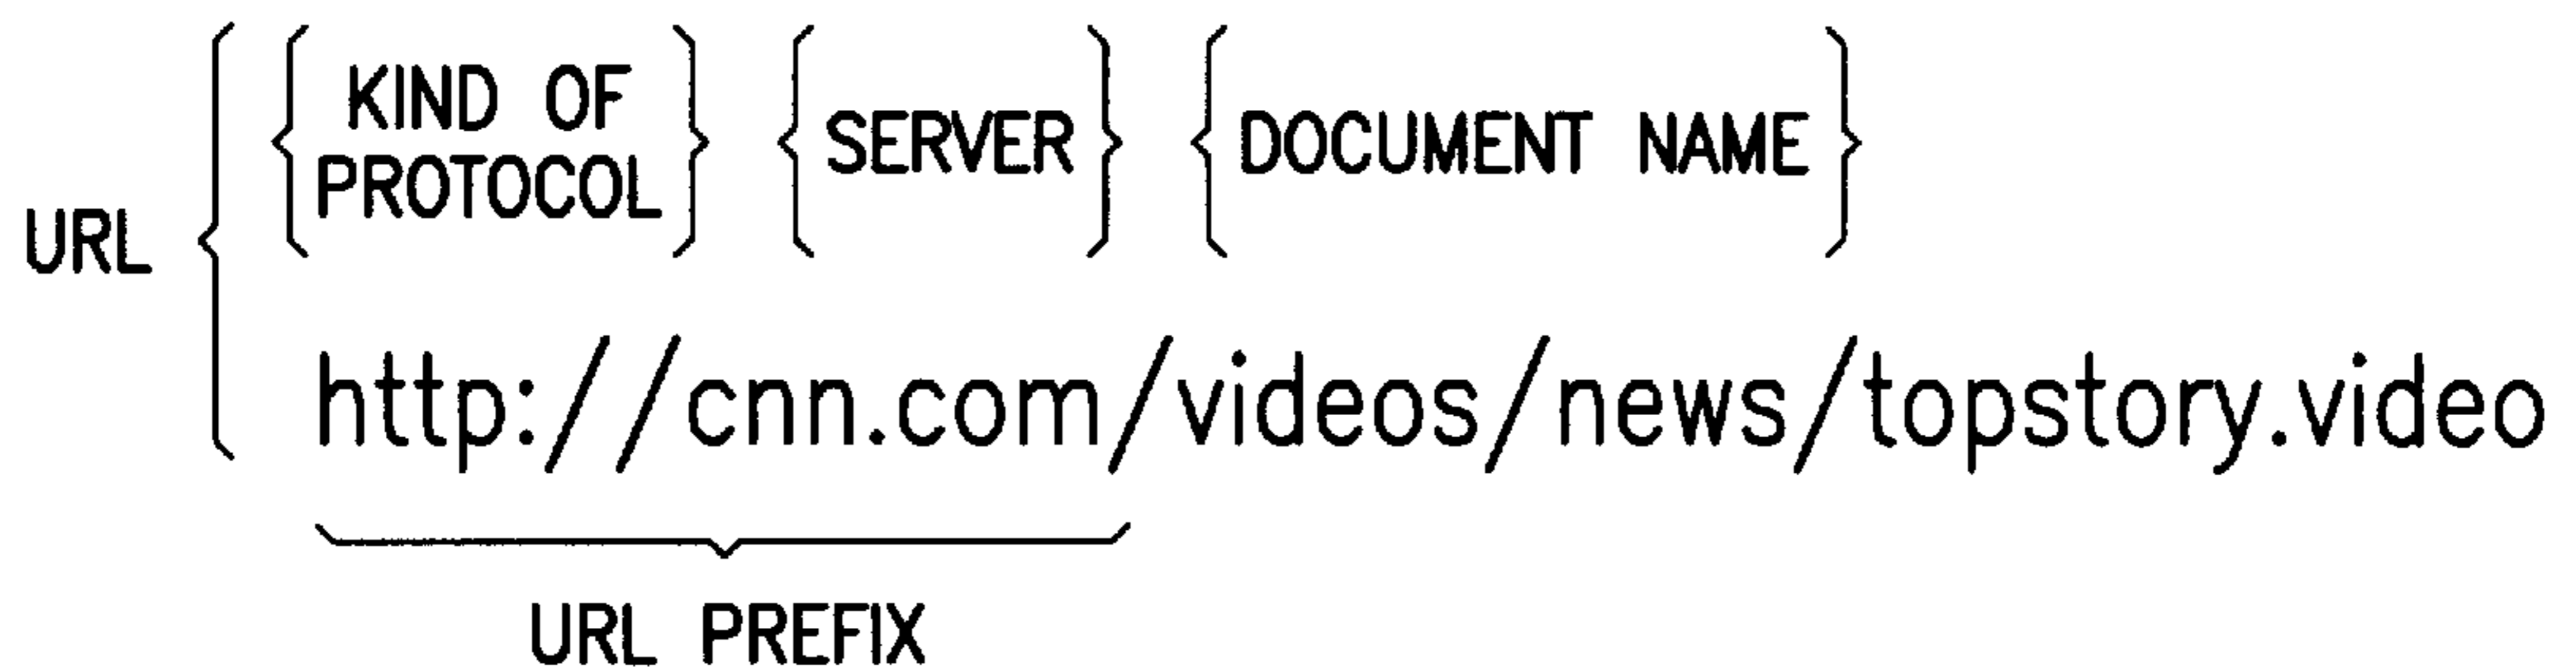 KIND OF
PROTOCOL
SERVER
DOCUMENT NAME
URL
http://cnn.com/videos/news/topstory.video
URL PREFIX